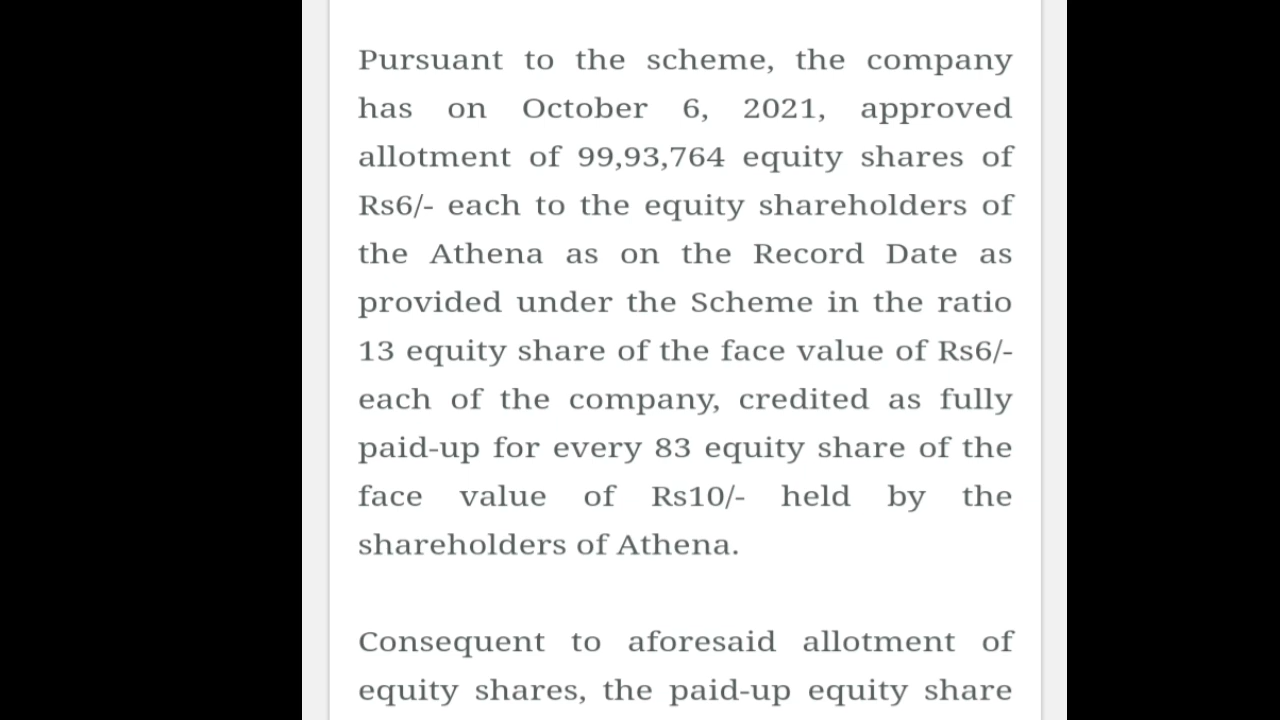 Pursuant to the scheme, the company
has on October 6, 2021, approved
allotment of 99,93,764 equity shares of
Rs6/- each to the equity shareholders of
the Athena as on the Record Date as
provided under the Scheme in the ratio
13 equity share of the face value of Rs6/-
each of the company, credited as fully
paid-up for every 83 equity share of the
face value of Rs10/- held by the
shareholders of Athena.
Consequent to aforesaid allotment of
equity shares, the paid-up equity share